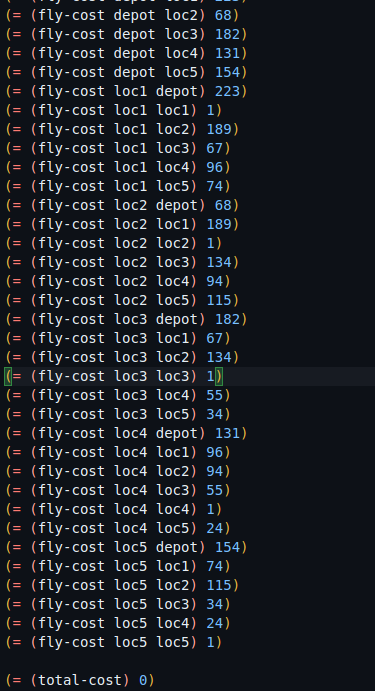 (= (fly-cost depot loc2) 68)
(= (fly-cost depot loc3) 182)
(= (fly-cost depot loc4) 131)
(= (fly-cost depot loc5) 154)
(= (fly-cost loc1 depot) 223)
(= (fly-cost loc1 loc1) 1)
(= (fly-cost loc1 loc2) 189)
(= (fly-cost loc1 loc3) 67)
(= (fly-cost loc1 loc4) 96)
(= (fly-cost loc1 loc5) 74)
(= (fly-cost loc2 depot) 68)
(= (fly-cost loc2 loc1) 189)
(= (fly-cost loc2 loc2) 1)
(= (fly-cost loc2 loc3) 134)
(= (fly-cost loc2 loc4) 94)
(= (fly-cost loc2 loc5) 115)
(= (fly-cost loc3 depot) 182)
(= (fly-cost loc3 loc1) 67)
(= (fly-cost loc3 loc2) 134)
(= (fly-cost loc3 loc3) 1)
(= (fly-cost loc3 loc4) 55)
(= (fly-cost loc3 loc5) 34)
(= (fly-cost loc4 depot) 131)
(= (fly-cost loc4 loc1) 96)
(= (fly-cost loc4 loc2) 94)
(= (fly-cost loc4 loc3) 55)
(= (fly-cost loc4 loc4) 1)
(= (fly-cost loc4 loc5) 24)
(= (fly-cost loc5 depot) 154)
(= (fly-cost loc5 loc1) 74)
(= (fly-cost loc5 loc2) 115)
(= (fly-cost loc5 loc3) 34)
(= (fly-cost loc5 loc4) 24)
(= (fly-cost loc5 loc5) 1)
(= (total-cost) 0)